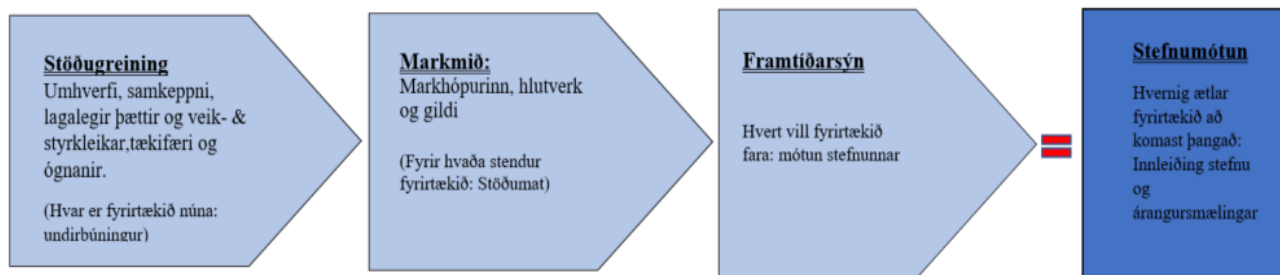 Stöðugreining
Umhverfi, samkeppni,
lagalegir þættir og veik- &
styrkleikar,tækifæri og
ógnanir.
(Hvar er fyrirtækið núna:
undirbúningur)
Markmið:
Markhópurinn, hlutverk
og gildi
(Fyrir hvaða stendur
fyrirtækið: Stöðumat)
Framtíðarsýn
Hvert vill fyrirtækið
fara: mótun stefnunnar
Stefnumótun
Hvernig ætlar
fyrirtækið að
komast þangað:
Innleiðing stefnu
og
árangursmælingar